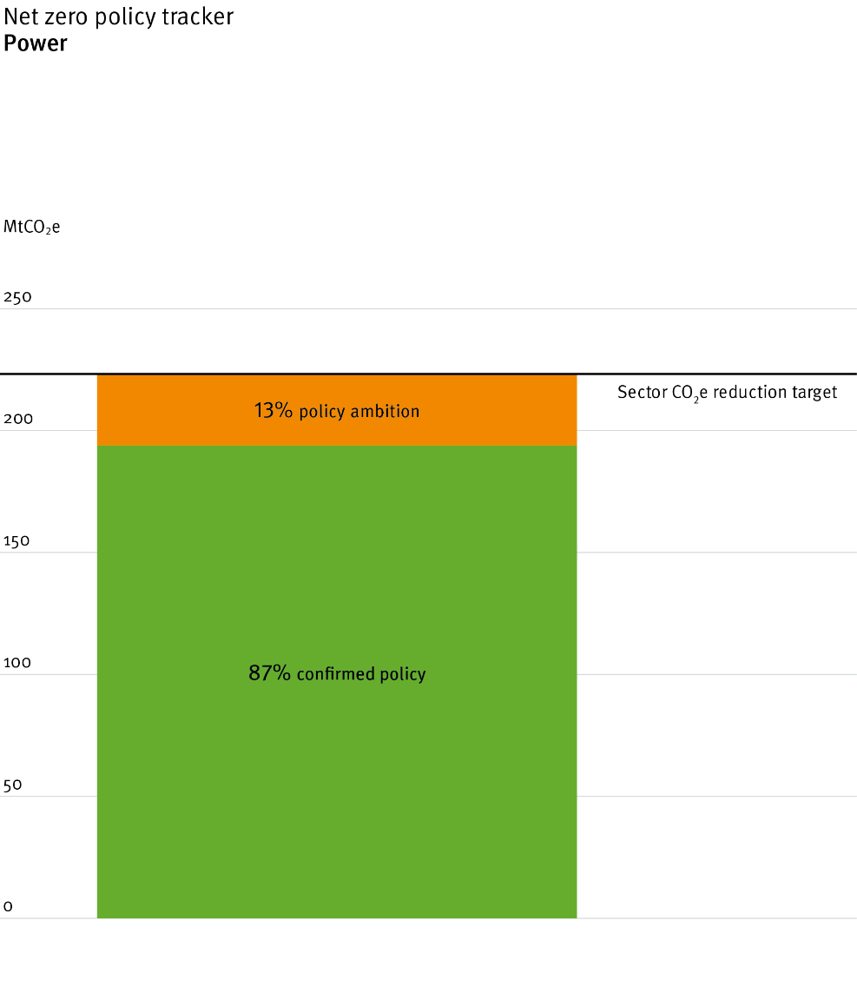 Net zero policy tracker
Power
MtCO₂e
250
Sector CO₂e reduction target
13% policy ambition
200
150
100
87% confirmed policy
50
0